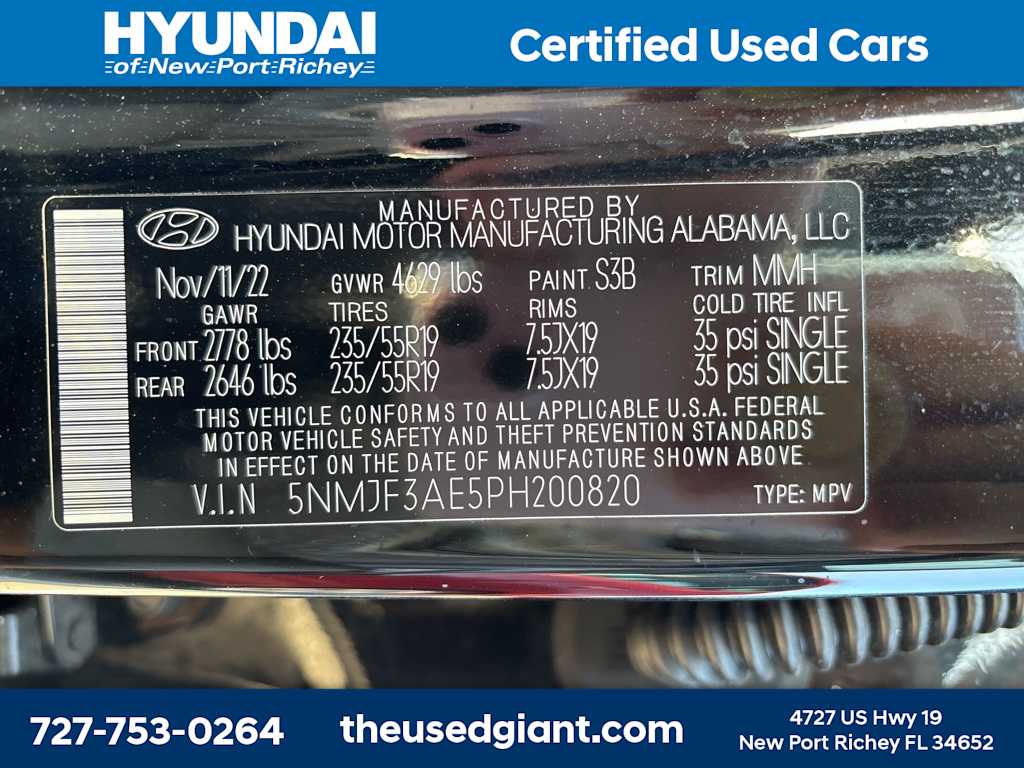 HYUNDAI
of New Port Richey
Certified Used Cars
MANUFACTURED BY
HYUNDAI MOTOR MANUFACTURING ALABAMA, LLC
Nov/11/22 GVWR 4629 lbs PAINT S3B TRIM MMH
GAWR TIRES RIMS COLD TIRE INFL
FRONT 2778 lbs 235/55R19 7.5JX19 35 psi SINGLE
REAR 2646 lbs 235/55R19 7.5JX19 35 psi SINGLE
THIS VEHICLE CONFORMS TO ALL APPLICABLE U.S.A. FEDERAL
MOTOR VEHICLE SAFETY AND THEFT PREVENTION STANDARDS
IN EFFECT ON THE DATE OF MANUFACTURE SHOWN ABOVE.
V.I.N 5NMJF3AE5PH200820 TYPE: MPV
727-753-0264
theusedgiant.com
4727 US Hwy 19
New Port Richey FL 34652